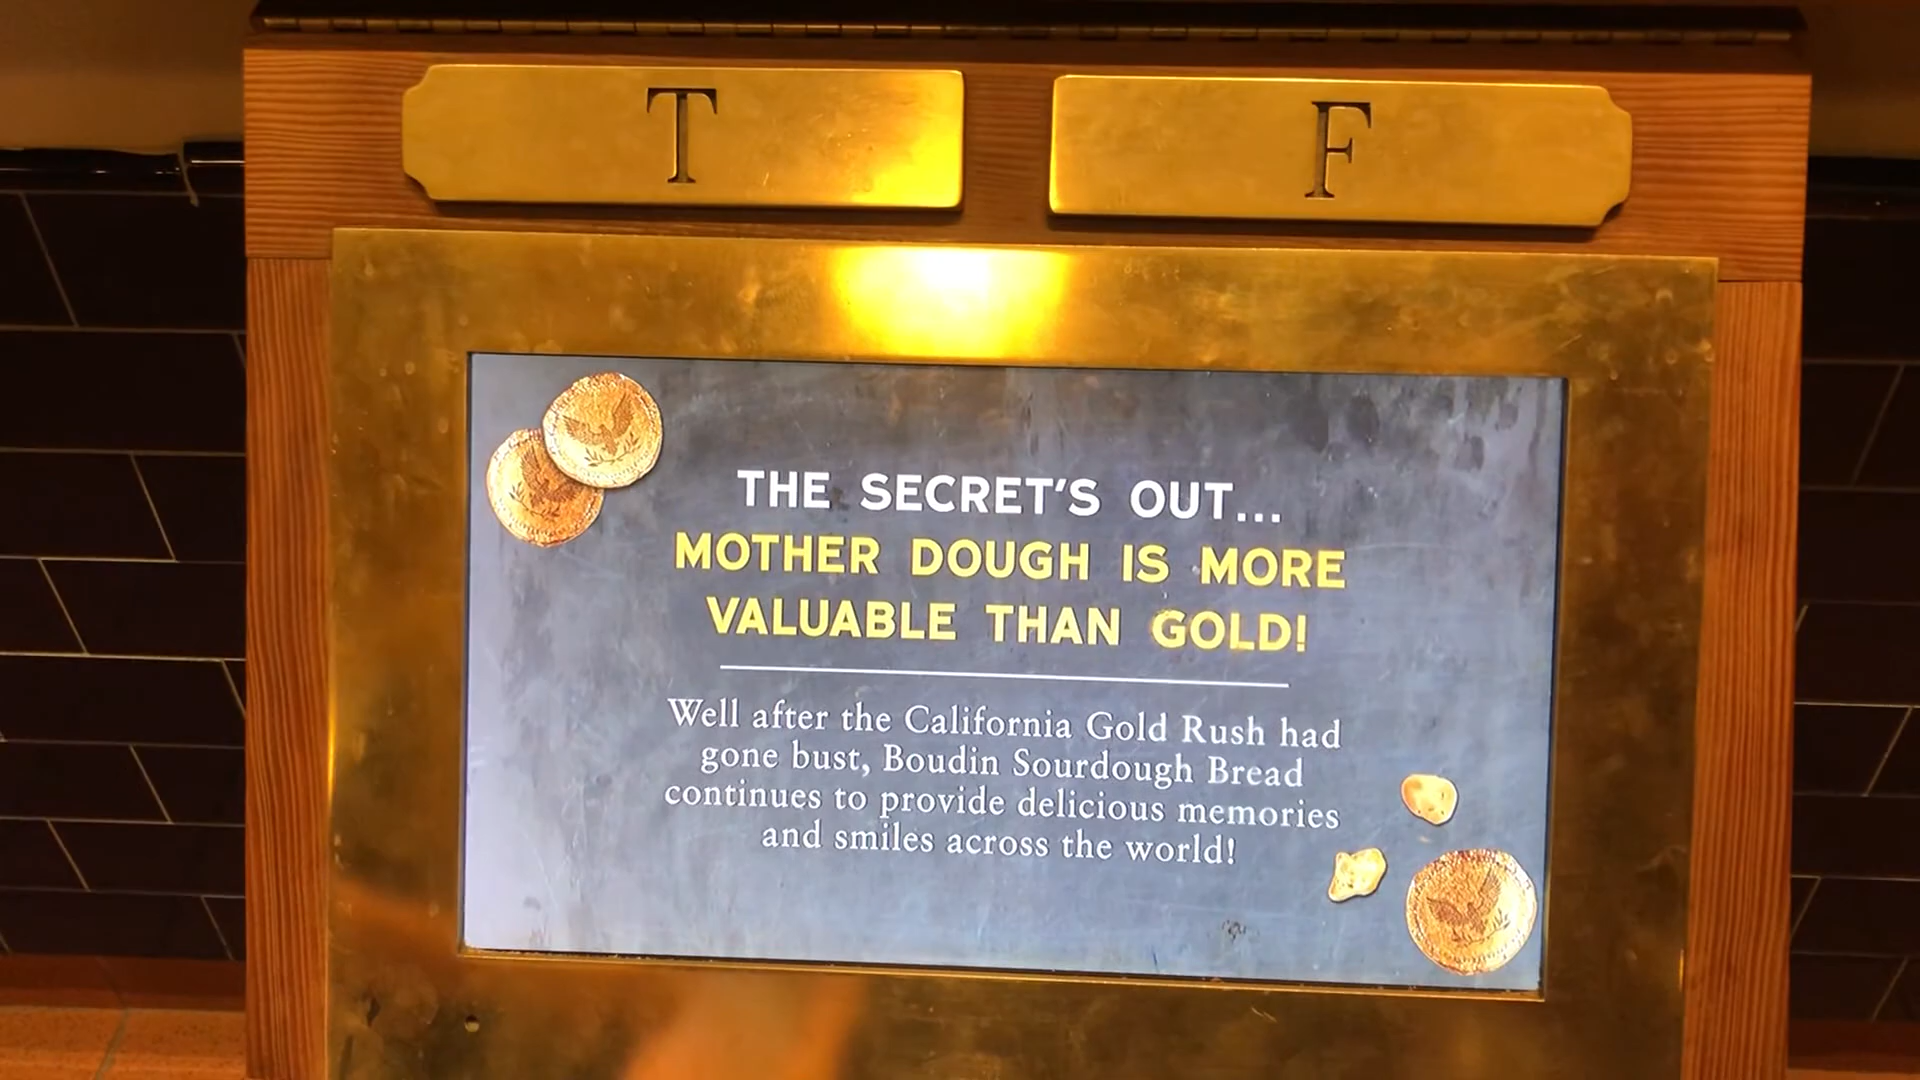 T F
THE SECRET'S OUT...
MOTHER DOUGH IS MORE
VALUABLE THAN GOLD!
Well after the California Gold Rush had
gone bust, Boudin Sourdough Bread
continues to provide delicious memories
and smiles across the world!